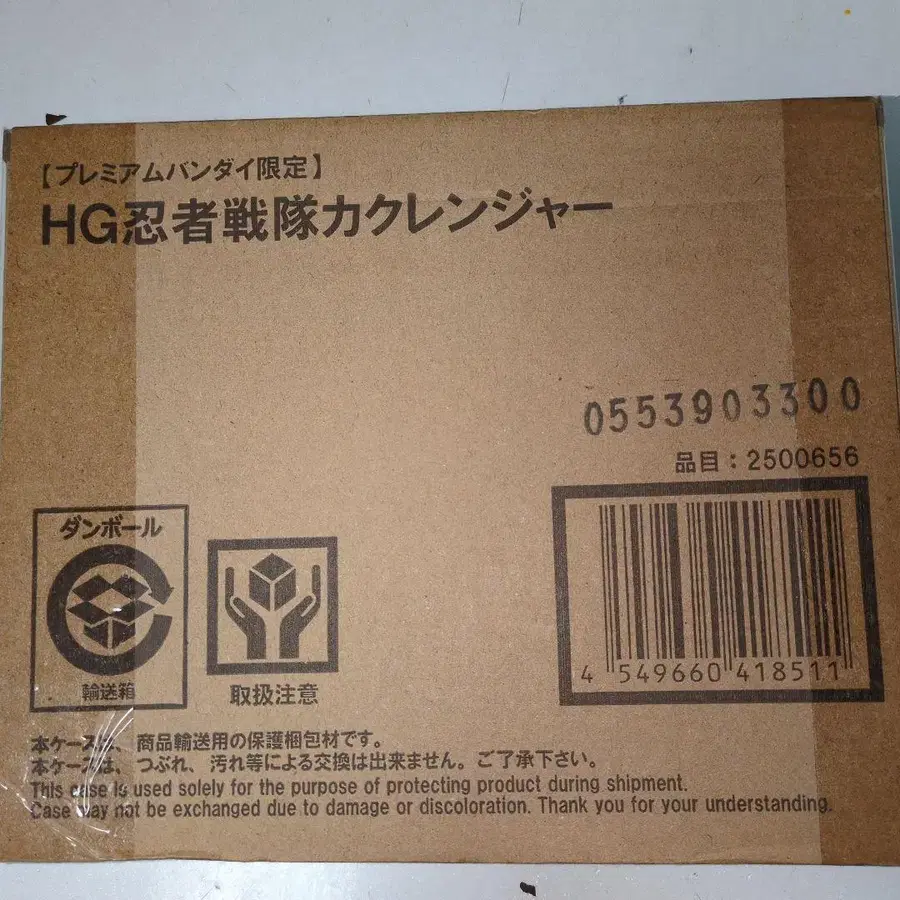 【プレミアムバンダイ限定】
HG忍者戦隊カクレンジャー
0553903300
品目：2500656
4 549660 418511
ダンボール
輸送箱
取扱注意
本ケースは、商品輸送用の保護梱包材です。
本ケースは、つぶれ、汚れ等による交換は出来ません。ご了承下さい。
This case is used solely for the purpose of protecting product during shipment.
Case may not be exchanged due to damage or discoloration. Thank you for your understanding.